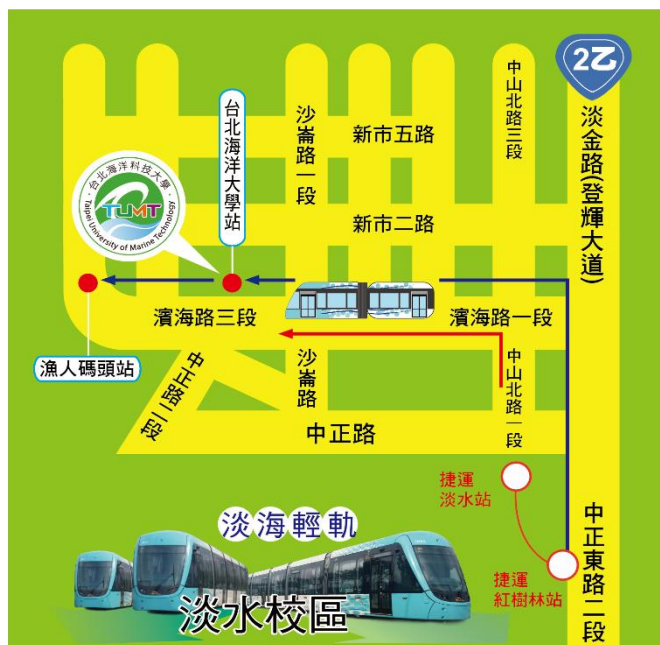 2乙
中山北路三段
淡金路(登輝大道)
台北海洋大學站
沙崙路一段
新市五路
台北海洋科技大學
TUMT
Taipei University of Marine Technology
新市二路
濱海路三段
濱海路一段
漁人碼頭站
中正路二段
沙崙路
中山北路一段
中正路
捷運
淡水站
淡海輕軌
捷運
紅樹林站
中正東路二段
淡水校區